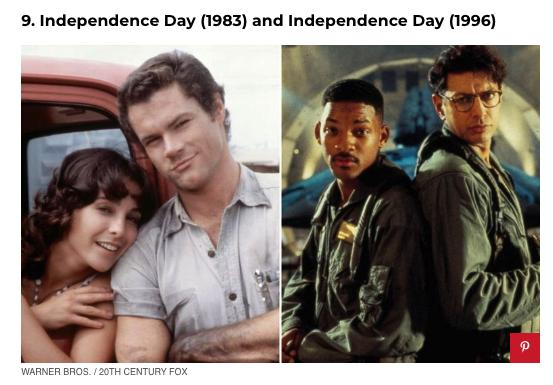 9. Independence Day (1983) and Independence Day (1996)
WARNER BROS. / 20TH CENTURY FOX